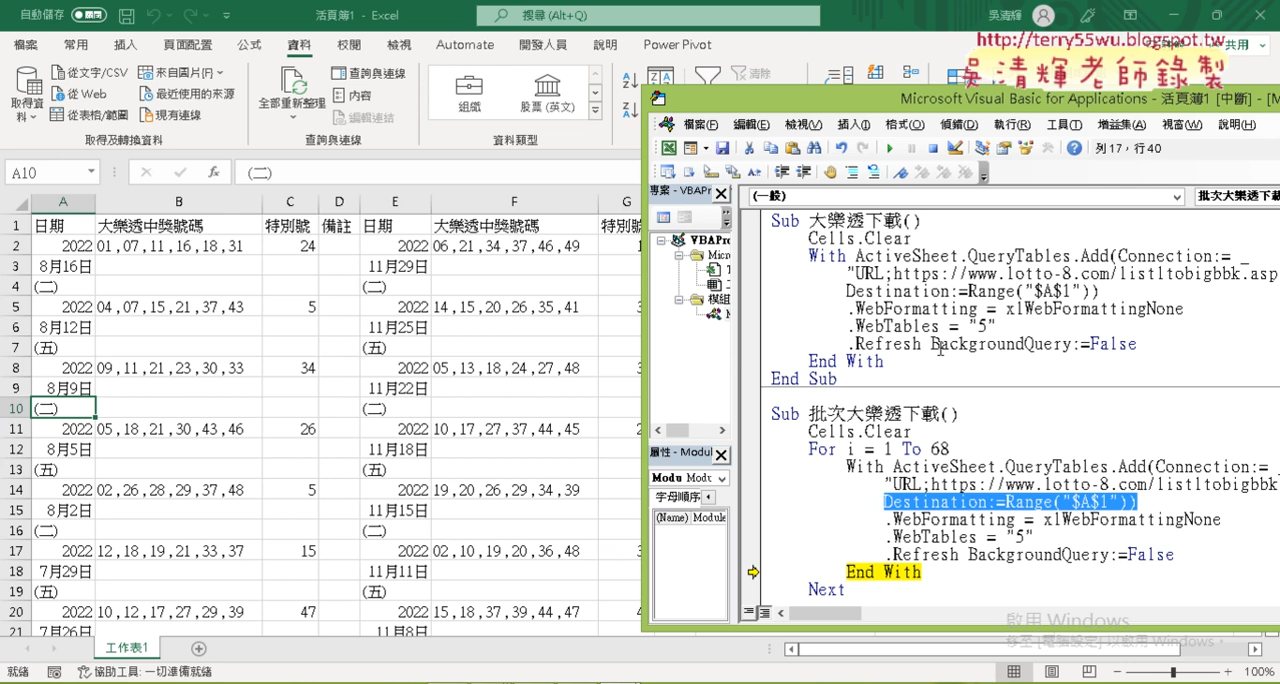 自動儲存
活頁簿1 - Excel
搜尋 (Alt+Q)
吳清輝
檔案 常用 插入 頁面配置 公式 資料 校閱 檢視 Automate 開發人員 說明 Power Pivot
共用
http://terry55wu.blogspot.tw
吳清輝老師錄製
取得資料
從文字/CSV
從 Web
從表格/範圍
來自圖片(F)
最近使用的來源
現有連線
全部重新整理
查詢與連線
內容
編輯連結
組織
股票 (英文)
清除
取得及轉換資料 查詢與連線 資料類型
A10
(二)
A B C D E F G
1 日期 大樂透中獎號碼 特別號 備註 日期 大樂透中獎號碼 特別號
2 2022 01,07,11,16,18,31 24 2022 06,21,34,37,46,49
3 8月16日 11月29日
4 (二) (二)
5 2022 04,07,15,21,37,43 5 2022 14,15,20,26,35,41
6 8月12日 11月25日
7 (五) (五)
8 2022 09,11,21,23,30,33 34 2022 05,13,18,24,27,48
9 8月9日 11月22日
10 (二) (二)
11 2022 05,18,21,30,43,46 26 2022 10,17,27,37,44,45
12 8月5日 11月18日
13 (五) (五)
14 2022 02,26,28,29,37,48 5 2022 19,20,26,29,34,39
15 8月2日 11月15日
16 (二) (二)
17 2022 12,18,19,21,33,37 15 2022 02,10,19,20,36,48
18 7月29日 11月11日
19 (五) (五)
20 2022 10,12,17,27,29,39 47 2022 15,18,37,39,44,47
21 7月26日 11月8日
工作表1
就緒 協助工具: 一切準備就緒
100%
Microsoft Visual Basic for Applications - 活頁簿1 [中斷] - [M
檔案(F) 編輯(E) 檢視(V) 插入(I) 格式(O) 偵錯(D) 執行(R) 工具(T) 增益集(A) 視窗(W) 說明(H)
列 17，行 40
專案 - VBAPr
VBAPro
Micro
模組
屬性 - Modul
Modu Modu
字母順序
(Name) Module
(一般)
批次大樂透下載
Sub 大樂透下載()
Cells.Clear
With ActiveSheet.QueryTables.Add(Connection:= _
"URL;https://www.lotto-8.com/listltobigbbk.asp
Destination:=Range("$A$1"))
.WebFormatting = xlWebFormattingNone
.WebTables = "5"
.Refresh BackgroundQuery:=False
End With
End Sub
Sub 批次大樂透下載()
Cells.Clear
For i = 1 To 68
With ActiveSheet.QueryTables.Add(Connection:= _
"URL;https://www.lotto-8.com/listltobigbbk
Destination:=Range("$A$1"))
.WebFormatting = xlWebFormattingNone
.WebTables = "5"
.Refresh BackgroundQuery:=False
End With
Next
啟用 Windows
移至 [電腦設定] 以啟用 Windows。